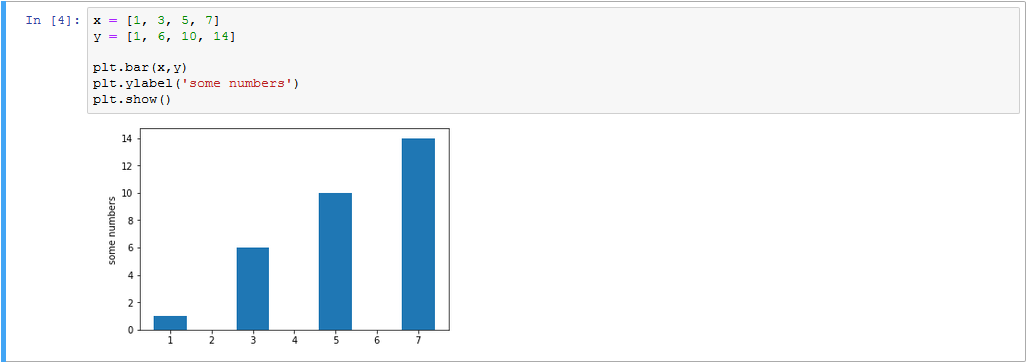 In [4]: x = [1, 3, 5, 7]
y = [1, 6, 10, 14]
plt.bar(x,y)
plt.ylabel('some numbers')
plt.show()
14
12
10
8
6
4
2
0
some numbers
1 2 3 4 5 6 7